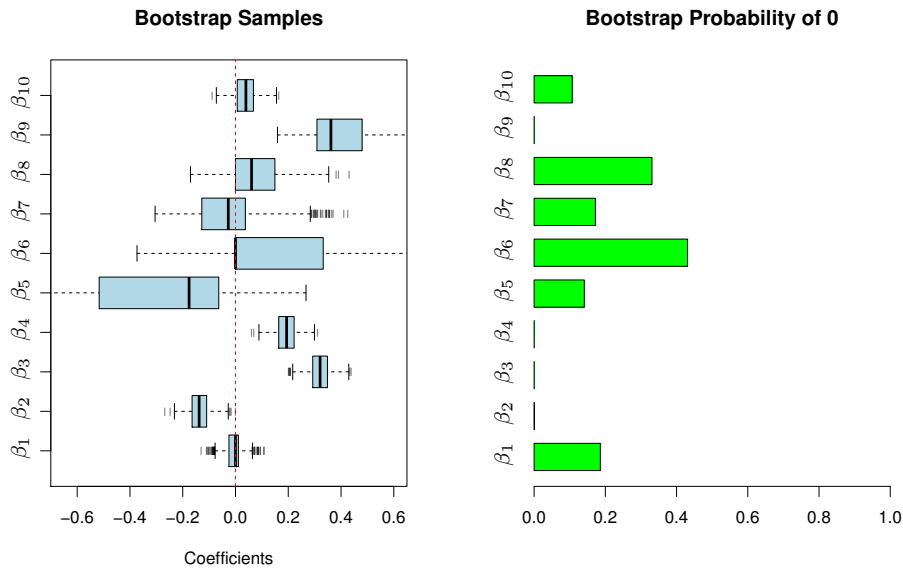 Bootstrap Samples
β10
β9
β8
β7
β6
β5
β4
β3
β2
β1
−0.6 −0.4 −0.2 0.0 0.2 0.4 0.6
Coefficients
Bootstrap Probability of 0
β10
β9
β8
β7
β6
β5
β4
β3
β2
β1
0.0 0.2 0.4 0.6 0.8 1.0